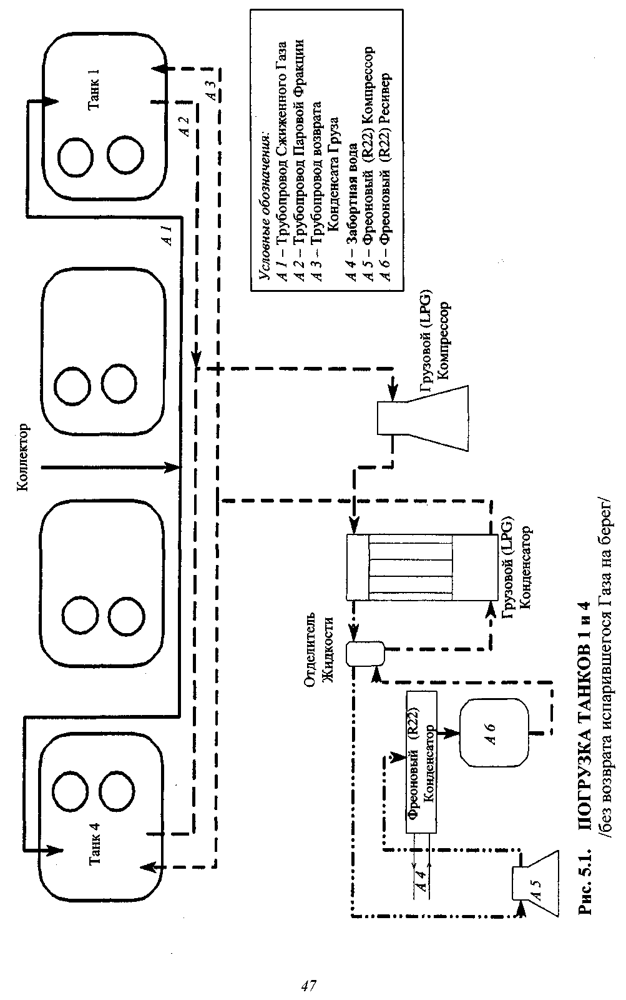 Коллектор
Танк 4
Танк 1
А 1
А 2
А 3
Условные обозначения:
А 1 – Трубопровод Сжиженного Газа
А 2 – Трубопровод Паровой Фракции
А 3 – Трубопровод возврата
Конденсата Груза
А 4 – Забортная вода
А 5 – Фреоновый (R22) Компрессор
А 6 – Фреоновый (R22) Ресивер
Грузовой (LPG)
Компрессор
Отделитель
Жидкости
Грузовой (LPG)
Конденсатор
Фреоновый (R22)
Конденсатор
А 4
А 6
А 5
Рис. 5.1. ПОГРУЗКА ТАНКОВ 1 и 4
/без возврата испарившегося Газа на берег/
47